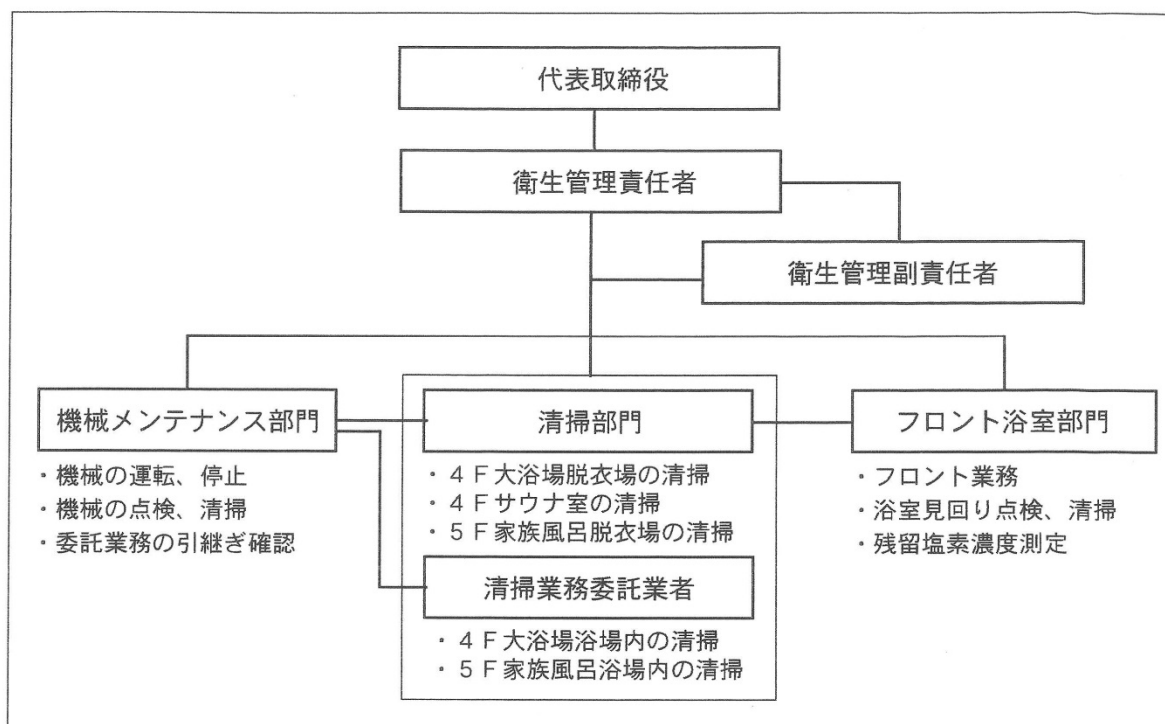 代表取締役
衛生管理責任者
衛生管理副責任者
機械メンテナンス部門
・機械の運転、停止
・機械の点検、清掃
・委託業務の引継ぎ確認
清掃部門
・４Ｆ大浴場脱衣場の清掃
・４Ｆサウナ室の清掃
・５Ｆ家族風呂脱衣場の清掃
清掃業務委託業者
・４Ｆ大浴場浴場内の清掃
・５Ｆ家族風呂浴場内の清掃
フロント浴室部門
・フロント業務
・浴室見回り点検、清掃
・残留塩素濃度測定